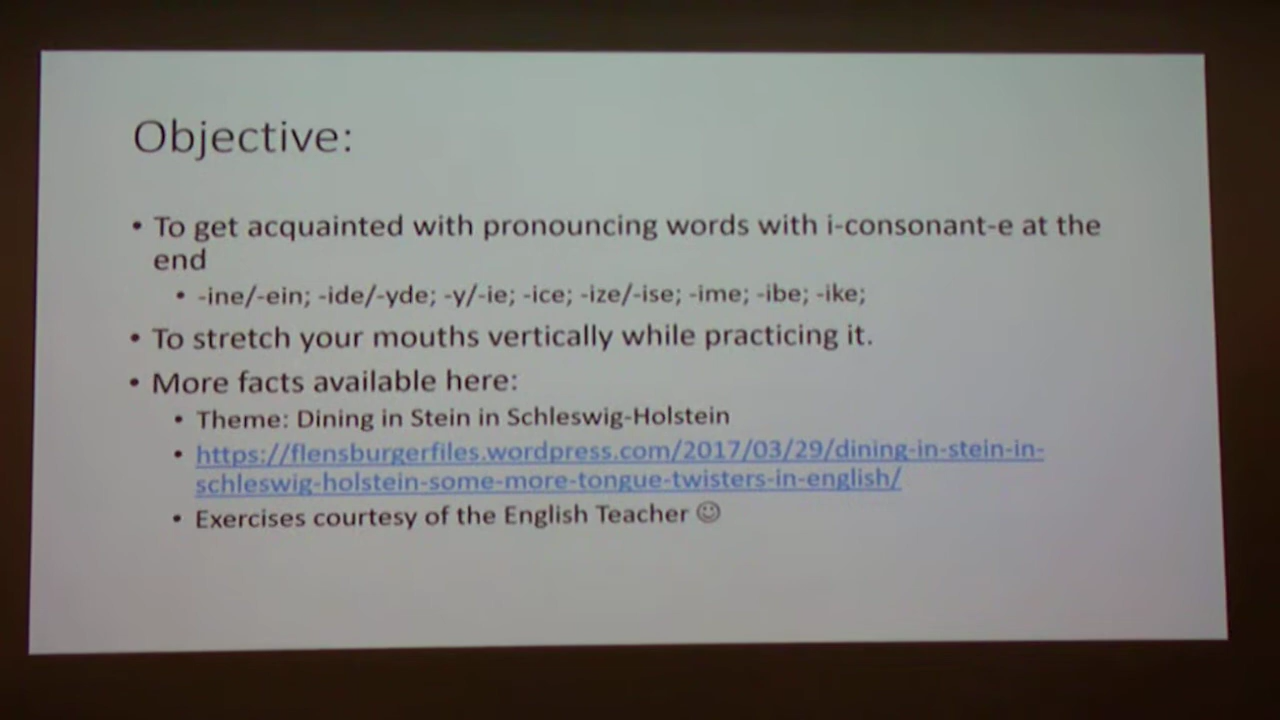 Objective:
• To get acquainted with pronouncing words with i-consonant-e at the
end
• -ine/-ein; -ide/-yde; -y/-ie; -ice; -ize/-ise; -ime; -ibe; -ike;
• To stretch your mouths vertically while practicing it.
• More facts available here:
• Theme: Dining in Stein in Schleswig-Holstein
• https://flensburgerfiles.wordpress.com/2017/03/29/dining-in-stein-in-
schleswig-holstein-some-more-tongue-twisters-in-english/
• Exercises courtesy of the English Teacher ☺